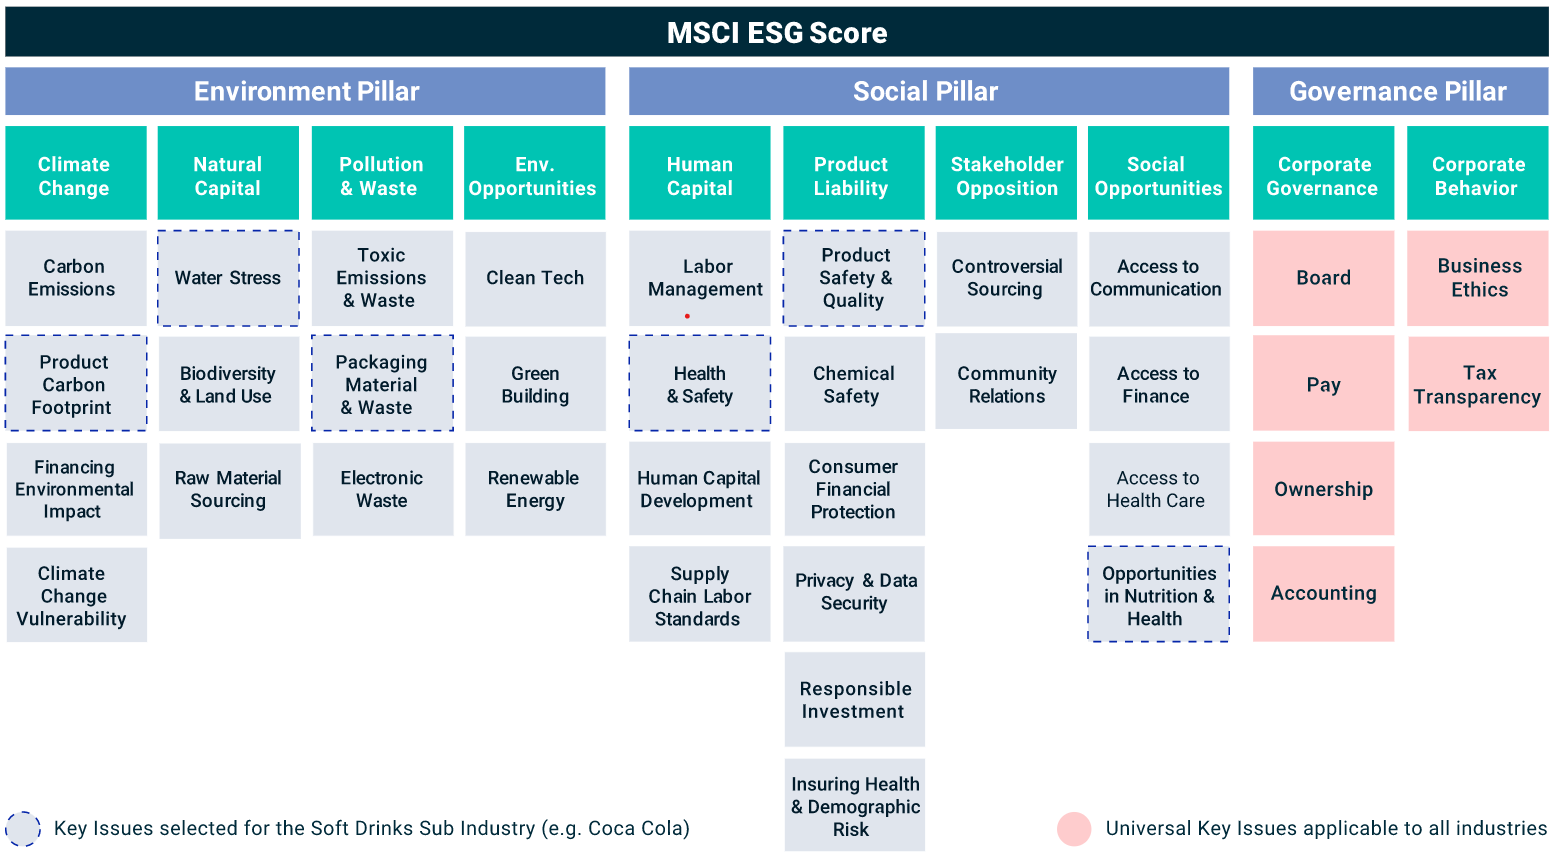 MSCI ESG Score
Environment Pillar
Social Pillar
Governance Pillar
Climate
Change
Natural
Capital
Pollution
& Waste
Env.
Opportunities
Human
Capital
Product
Liability
Stakeholder
Opposition
Social
Opportunities
Corporate
Governance
Corporate
Behavior
Carbon
Emissions
Water Stress
Toxic
Emissions
& Waste
Clean Tech
Labor
Management
Product
Safety &
Quality
Controversial
Sourcing
Access to
Communication
Board
Business
Ethics
Product
Carbon
Footprint
Biodiversity
& Land Use
Packaging
Material
& Waste
Green
Building
Health
& Safety
Chemical
Safety
Community
Relations
Access to
Finance
Pay
Tax
Transparency
Financing
Environmental
Impact
Raw Material
Sourcing
Electronic
Waste
Renewable
Energy
Human Capital
Development
Consumer
Financial
Protection
Access to
Health Care
Ownership
Climate
Change
Vulnerability
Supply
Chain Labor
Standards
Privacy & Data
Security
Opportunities
in Nutrition &
Health
Accounting
Responsible
Investment
Insuring Health
& Demographic
Risk
Key Issues selected for the Soft Drinks Sub Industry (e.g. Coca Cola)
Universal Key Issues applicable to all industries